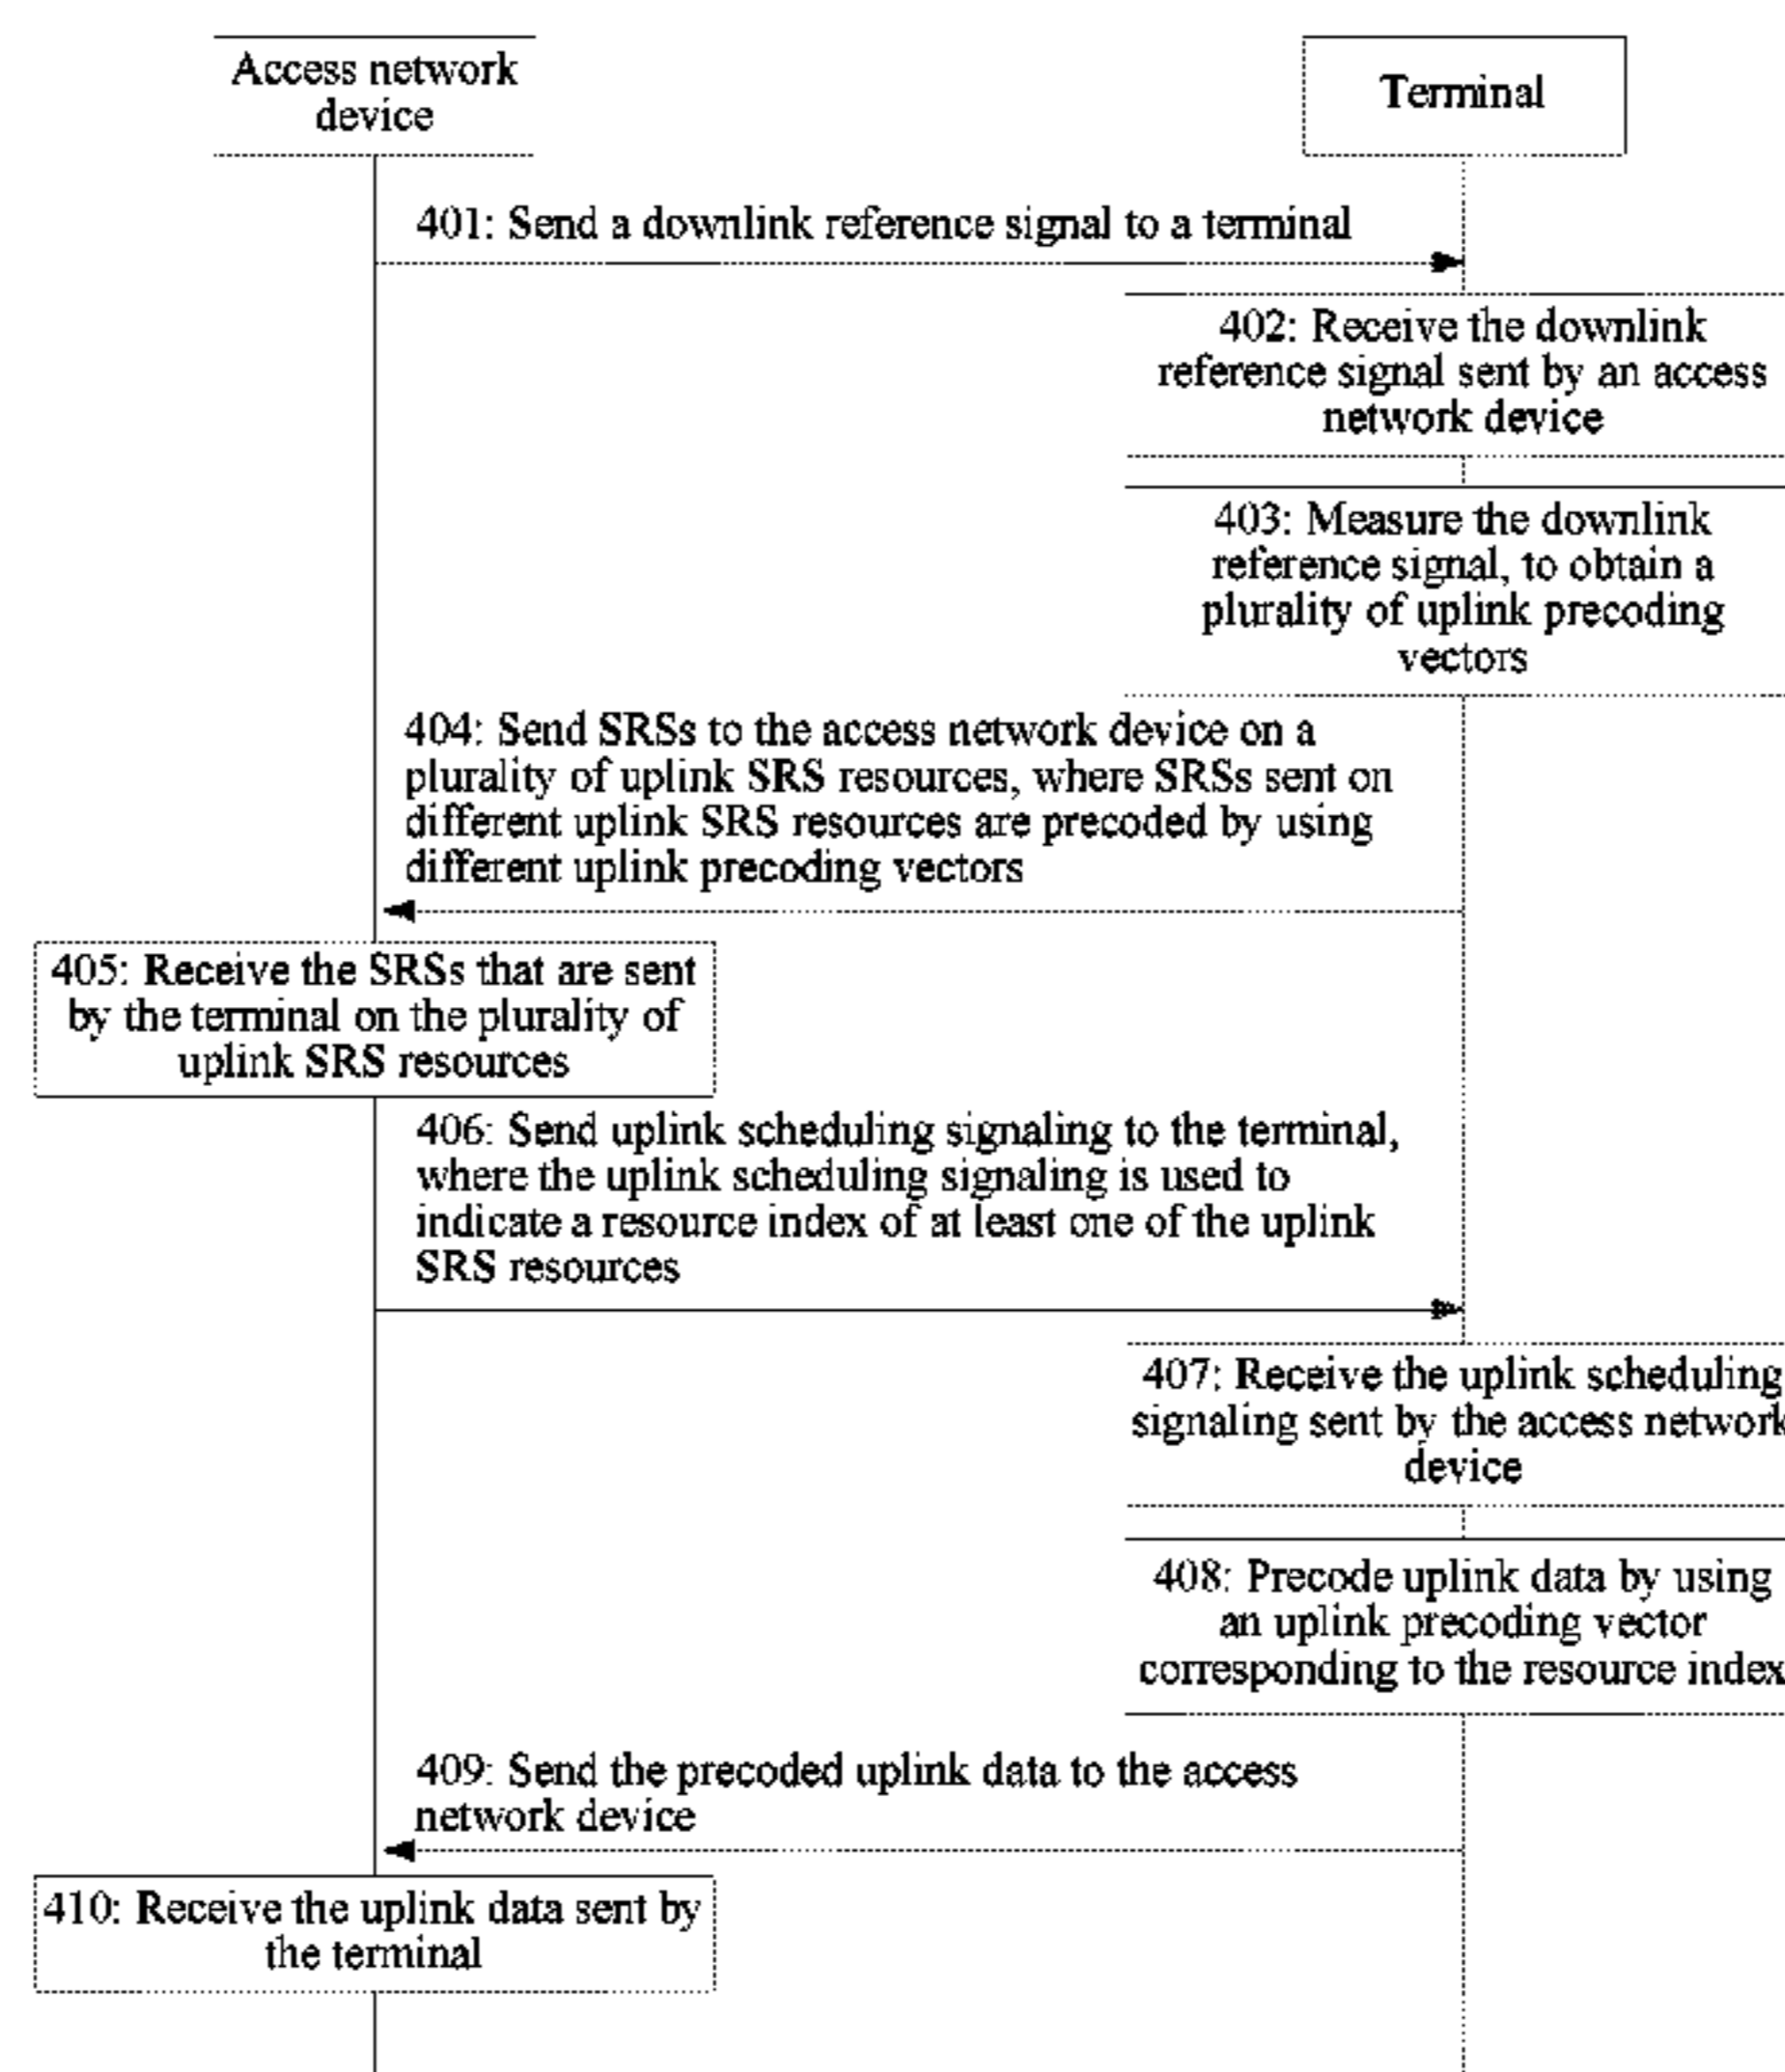 Access network
device
Terminal
401: Send a downlink reference signal to a terminal
402: Receive the downlink
reference signal sent by an access
network device
403: Measure the downlink
reference signal, to obtain a
plurality of uplink precoding
vectors
404: Send SRSs to the access network device on a
plurality of uplink SRS resources, where SRSs sent on
different uplink SRS resources are precoded by using
different uplink precoding vectors
405: Receive the SRSs that are sent
by the terminal on the plurality of
uplink SRS resources
406: Send uplink scheduling signaling to the terminal,
where the uplink scheduling signaling is used to
indicate a resource index of at least one of the uplink
SRS resources
407: Receive the uplink scheduling
signaling sent by the access network
device
408: Precode uplink data by using
an uplink precoding vector
corresponding to the resource index
409: Send the precoded uplink data to the access
network device
410: Receive the uplink data sent by
the terminal